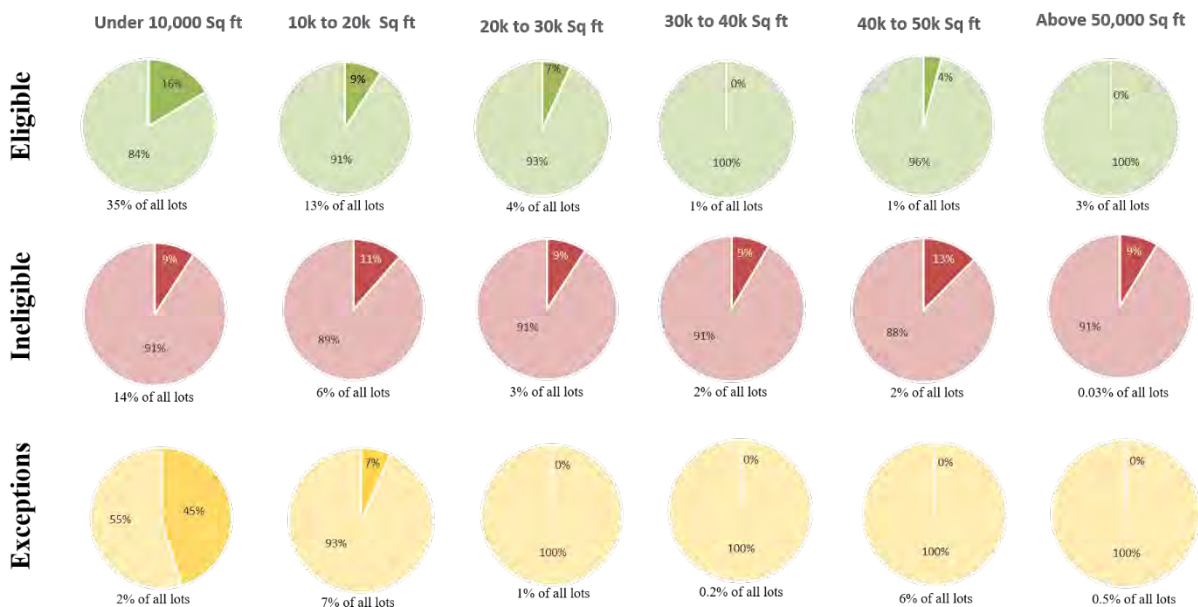 Under 10,000 Sq ft
10k to 20k Sq ft
20k to 30k Sq ft
30k to 40k Sq ft
40k to 50k Sq ft
Above 50,000 Sq ft
Eligible
16%
84%
35% of all lots
9%
91%
13% of all lots
7%
93%
4% of all lots
0%
100%
1% of all lots
4%
96%
1% of all lots
0%
100%
3% of all lots
Ineligible
9%
91%
14% of all lots
11%
89%
6% of all lots
9%
91%
3% of all lots
9%
91%
2% of all lots
13%
88%
2% of all lots
9%
91%
0.03% of all lots
Exceptions
45%
55%
2% of all lots
7%
93%
7% of all lots
0%
100%
1% of all lots
0%
100%
0.2% of all lots
0%
100%
6% of all lots
0%
100%
0.5% of all lots